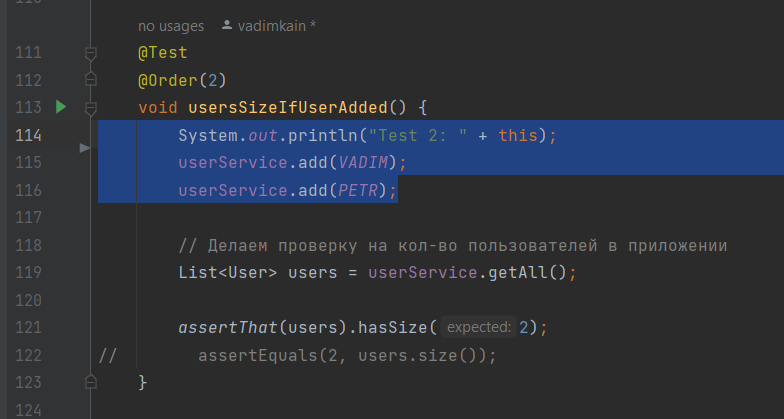 no usages vadimkain *
111 @Test
112 @Order(2)
113 void usersSizeIfUserAdded() {
114 System.out.println("Test 2: " + this);
115 userService.add(VADIM);
116 userService.add(PETR);
117
118 // Делаем проверку на кол-во пользователей в приложении
119 List<User> users = userService.getAll();
120
121 assertThat(users).hasSize( expected: 2);
122 // assertEquals(2, users.size());
123 }
124